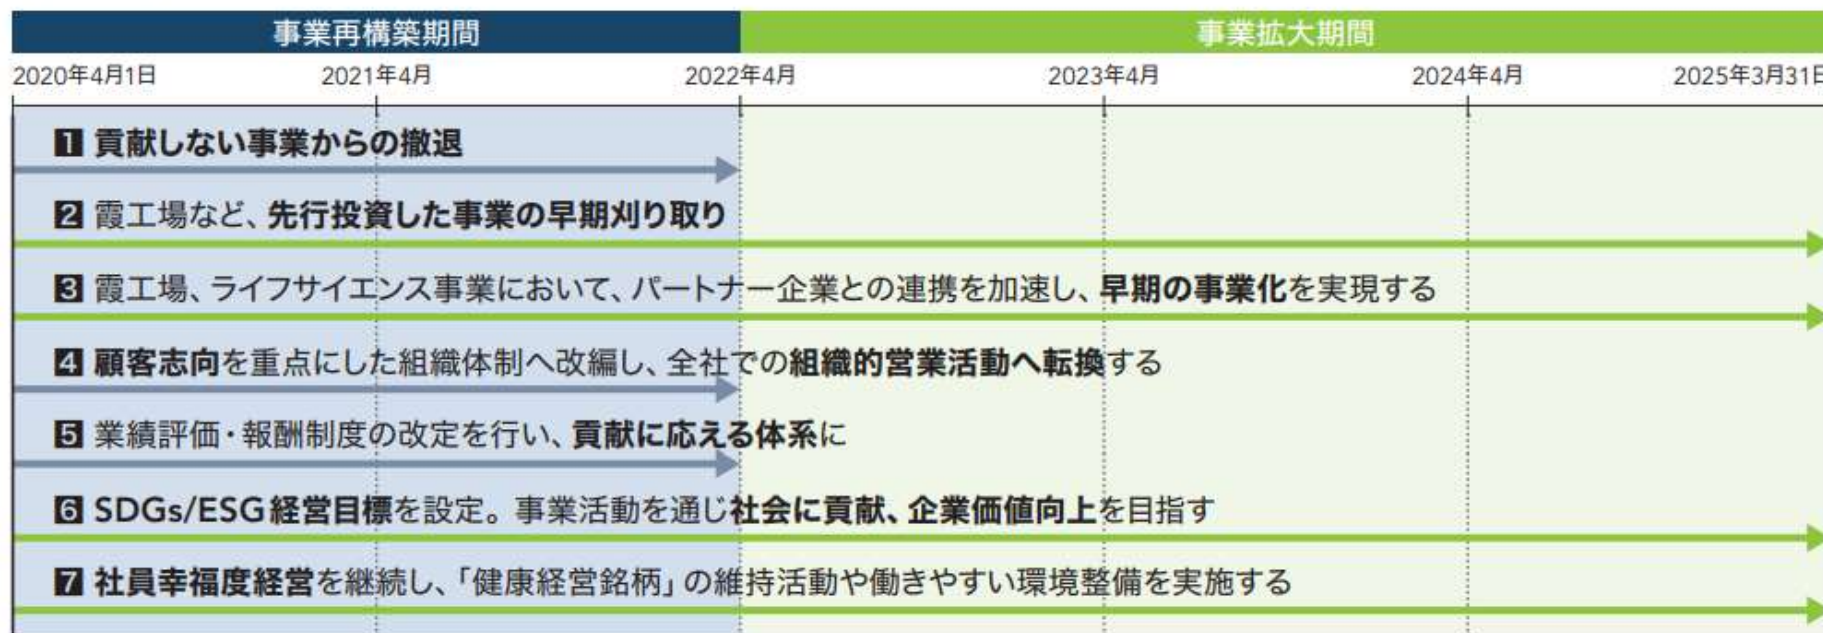 事業再構築期間 事業拡大期間
2020年4月1日 2021年4月 2022年4月 2023年4月 2024年4月 2025年3月31日
1 貢献しない事業からの撤退
2 霞工場など、先行投資した事業の早期刈り取り
3 霞工場、ライフサイエンス事業において、パートナー企業との連携を加速し、早期の事業化を実現する
4 顧客志向を重点にした組織体制へ改編し、全社での組織的営業活動へ転換する
5 業績評価・報酬制度の改定を行い、貢献に応える体系に
6 SDGs/ESG経営目標を設定。事業活動を通じ社会に貢献、企業価値向上を目指す
7 社員幸福度経営を継続し、「健康経営銘柄」の維持活動や働きやすい環境整備を実施する